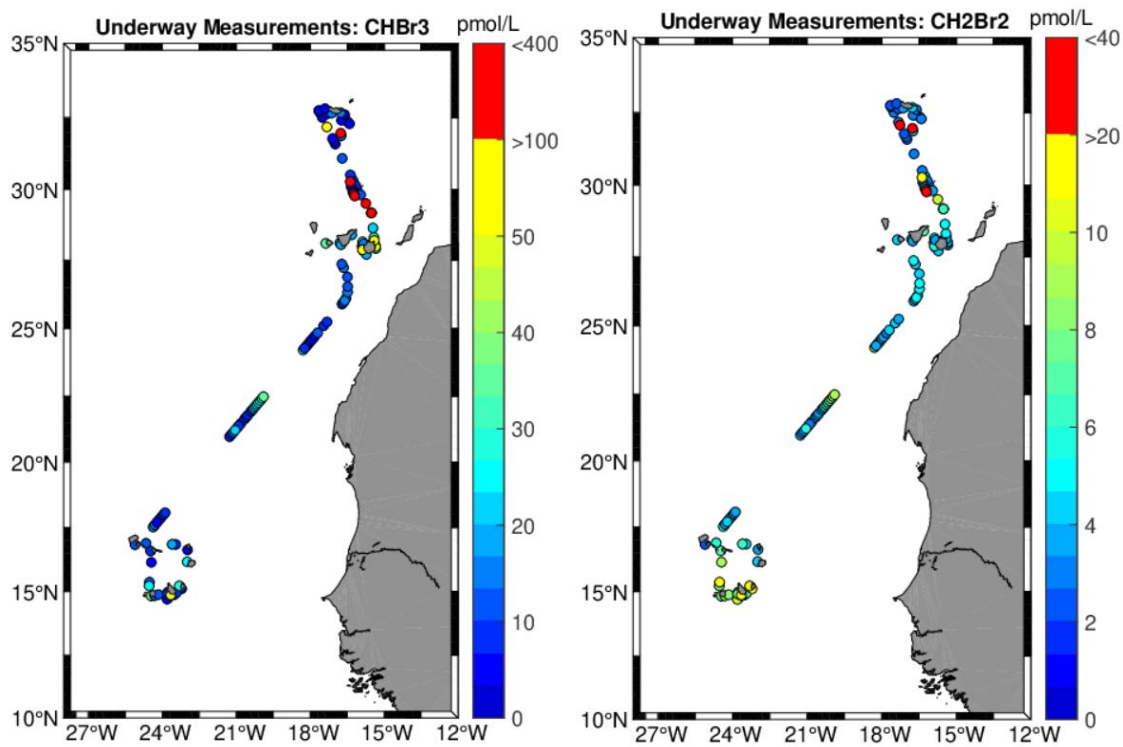 Underway Measurements: CHBr3
pmol/L
35°N
30°N
25°N
20°N
15°N
10°N
27°W 24°W 21°W 18°W 15°W 12°W
<400
>100
50
40
30
20
10
0
Underway Measurements: CH2Br2
pmol/L
35°N
30°N
25°N
20°N
15°N
10°N
27°W 24°W 21°W 18°W 15°W 12°W
<40
>20
10
8
6
4
2
0